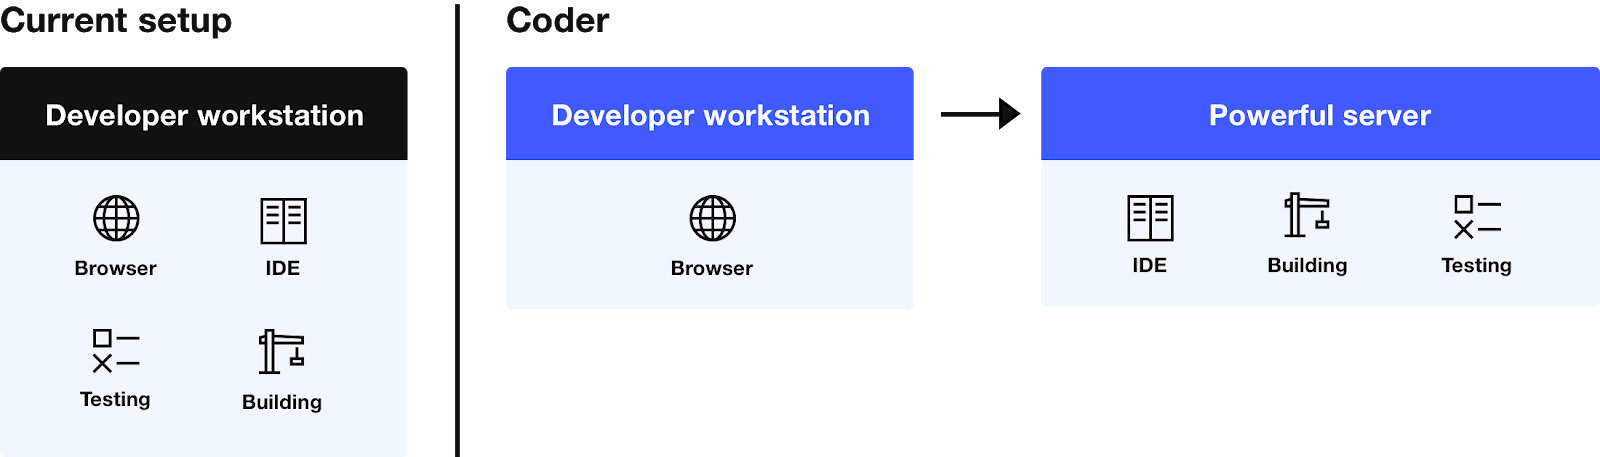 Current setup
Developer workstation
Browser
IDE
Testing
Building
Coder
Developer workstation
Browser
Powerful server
IDE
Building
Testing